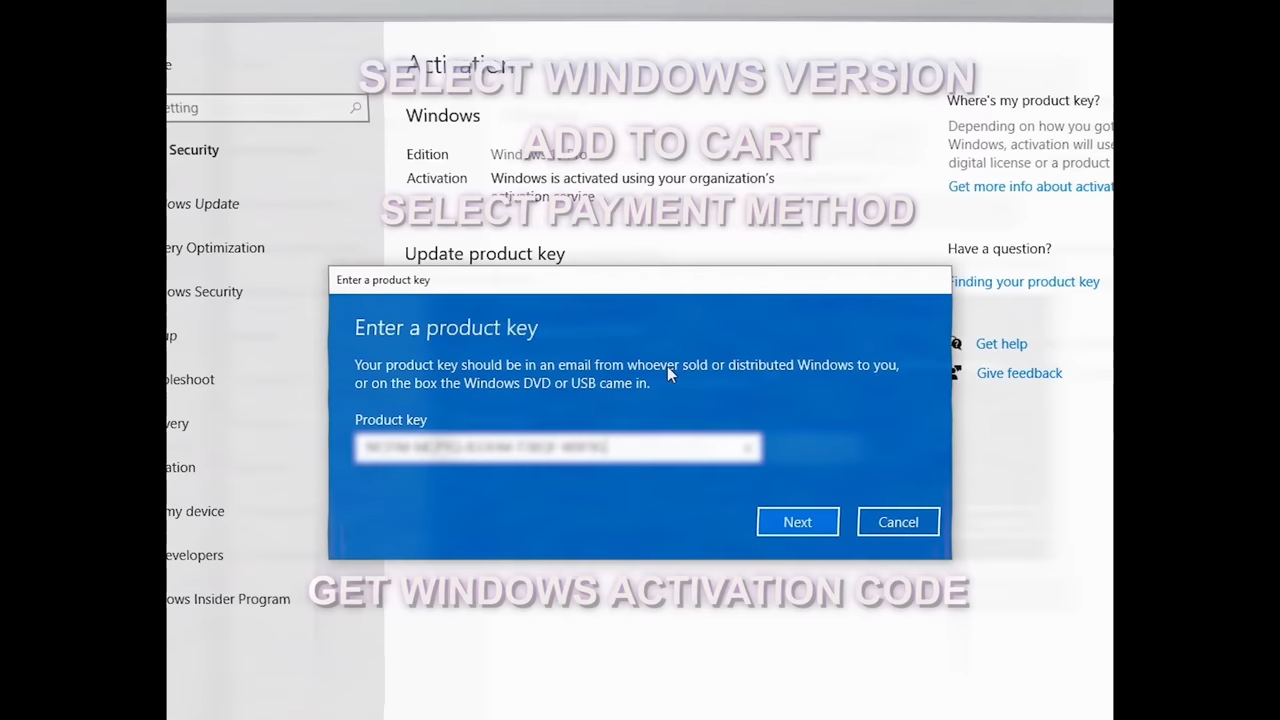 Activation
SELECT WINDOWS VERSION
etting
Windows
Where's my product key?
ADD TO CART
Security
Edition
Depending on how you got
Windows, activation will use
digital license or a product
Activation
Windows is activated using your organization's
activation service
Get more info about activat
SELECT PAYMENT METHOD
ows Update
ery Optimization
Update product key
Have a question?
Enter a product key
Finding your product key
ows Security
Enter a product key
Get help
Your product key should be in an email from whoever sold or distributed Windows to you,
or on the box the Windows DVD or USB came in.
Give feedback
bleshoot
Product key
very
ation
my device
Next
Cancel
evelopers
GET WINDOWS ACTIVATION CODE
ows Insider Program